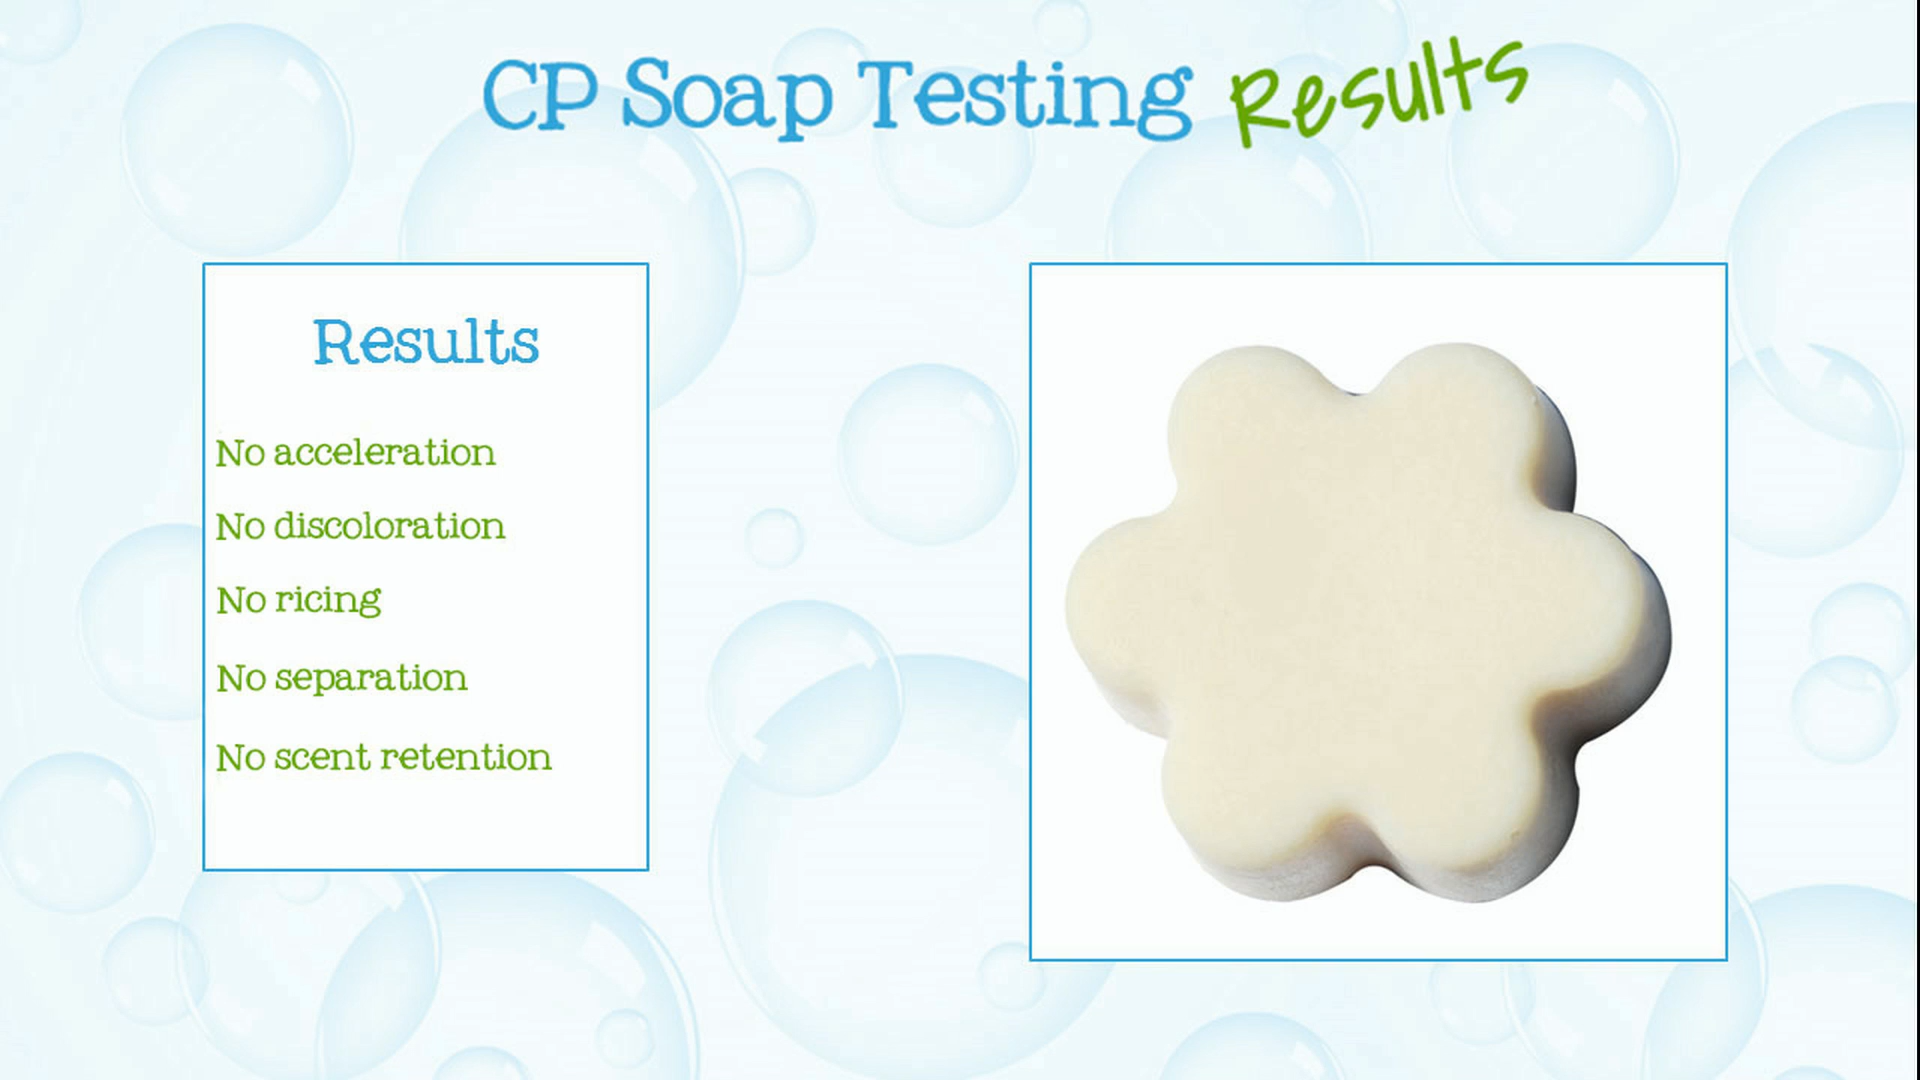 CP Soap Testing Results
Results
No acceleration
No discoloration
No ricing
No separation
No scent retention